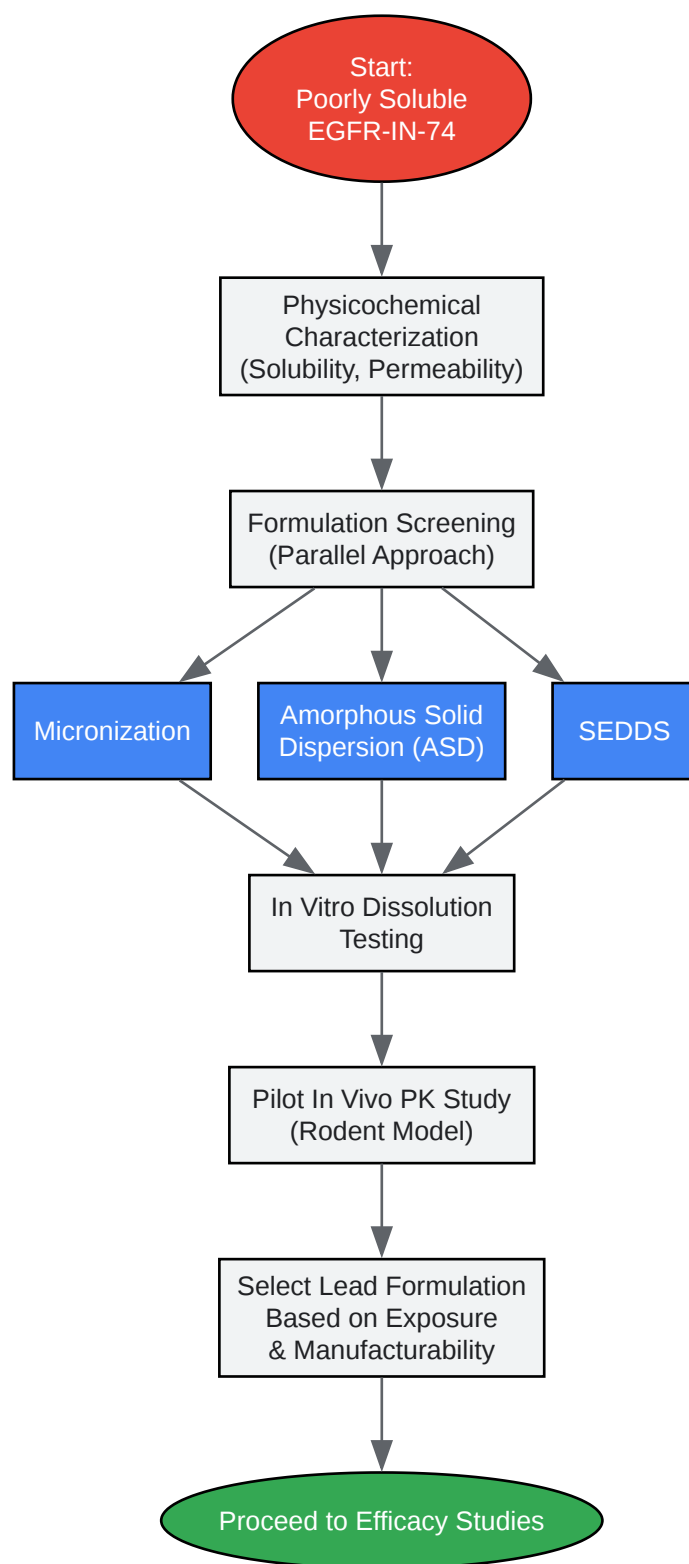 Start:
Poorly Soluble
EGFR-IN-74
Physicochemical
Characterization
(Solubility, Permeability)
Formulation Screening
(Parallel Approach)
Micronization
Amorphous Solid
Dispersion (ASD)
SEDDS
In Vitro Dissolution
Testing
Pilot In Vivo PK Study
(Rodent Model)
Select Lead Formulation
Based on Exposure
& Manufacturability
Proceed to Efficacy Studies